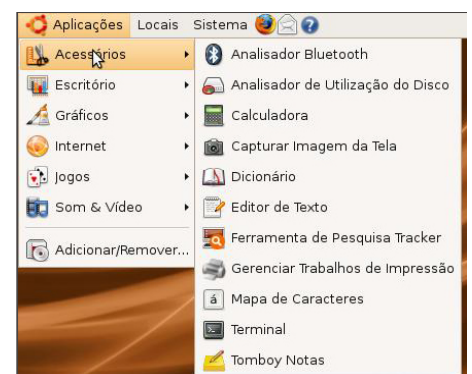 Aplicações Locais Sistema
Acessórios
Escritório
Gráficos
Internet
Jogos
Som & Vídeo
Adicionar/Remover...
Analisador Bluetooth
Analisador de Utilização do Disco
Calculadora
Capturar Imagem da Tela
Dicionário
Editor de Texto
Ferramenta de Pesquisa Tracker
Gerenciar Trabalhos de Impressão
Mapa de Caracteres
Terminal
Tomboy Notas